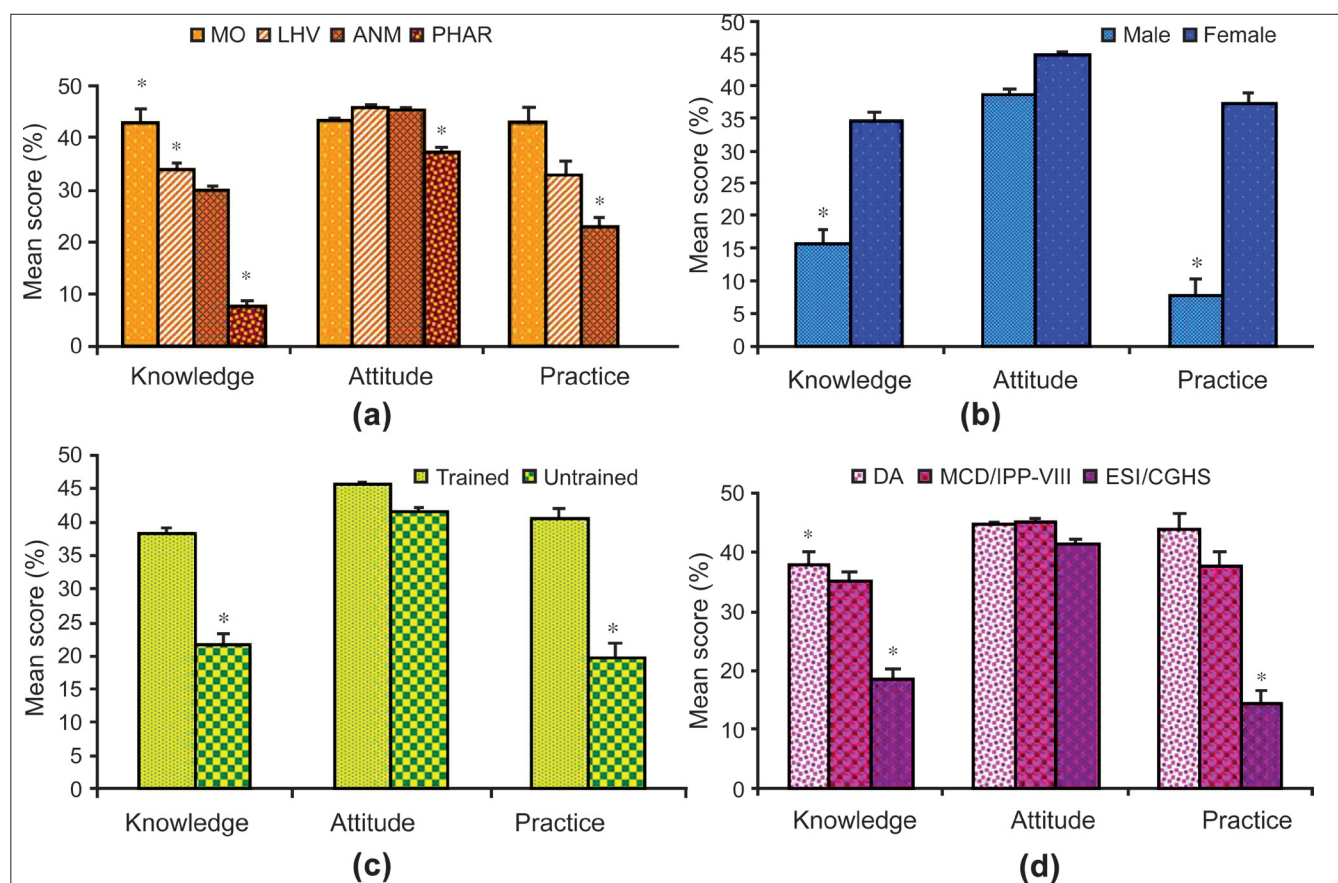 MO LHV ANM PHAR
Mean score (%)
50
40
30
20
10
0
*
*
*
*
*
Knowledge Attitude Practice
(a)
Male Female
Mean score (%)
50
45
40
35
30
25
20
15
10
5
0
*
*
Knowledge Attitude Practice
(b)
Trained Untrained
Mean score (%)
50
45
40
35
30
25
20
15
10
5
0
*
*
Knowledge Attitude Practice
(c)
DA MCD/IPP-VIII ESI/CGHS
Mean score (%)
50
40
30
20
10
0
*
*
*
Knowledge Attitude Practice
(d)